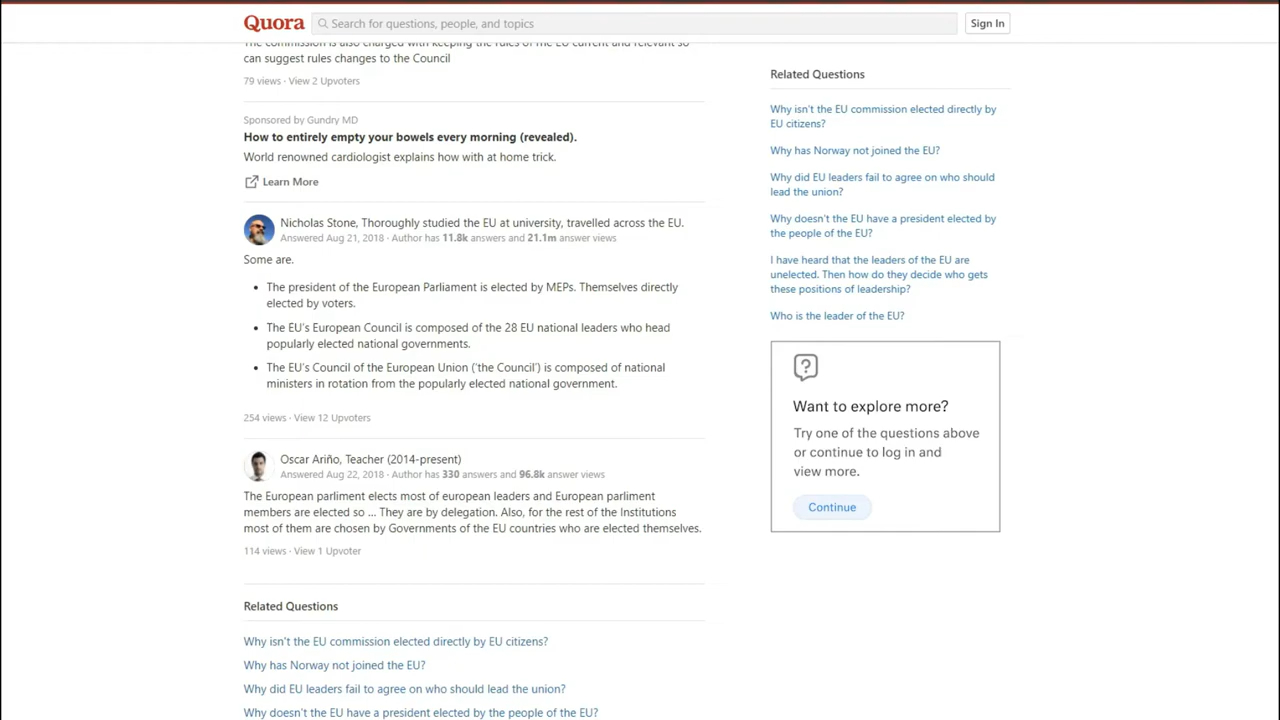 Quora
Search for questions, people, and topics
Sign In
The commission is also charged with keeping the rules of the EU current and relevant so
can suggest rules changes to the Council
79 views · View 2 Upvoters
Sponsored by Gundry MD
How to entirely empty your bowels every morning (revealed).
World renowned cardiologist explains how with at home trick.
Learn More
Nicholas Stone, Thoroughly studied the EU at university, travelled across the EU.
Answered Aug 21, 2018 · Author has 11.8k answers and 21.1m answer views
Some are.
• The president of the European Parliament is elected by MEPs. Themselves directly
elected by voters.
• The EU's European Council is composed of the 28 EU national leaders who head
popularly elected national governments.
• The EU's Council of the European Union ('the Council') is composed of national
ministers in rotation from the popularly elected national government.
254 views · View 12 Upvoters
Oscar Ariño, Teacher (2014-present)
Answered Aug 22, 2018 · Author has 330 answers and 96.8k answer views
The European parliment elects most of european leaders and European parliment
members are elected so ... They are by delegation. Also, for the rest of the Institutions
most of them are chosen by Governments of the EU countries who are elected themselves.
114 views · View 1 Upvoter
Related Questions
Why isn't the EU commission elected directly by EU citizens?
Why has Norway not joined the EU?
Why did EU leaders fail to agree on who should lead the union?
Why doesn't the EU have a president elected by the people of the EU?
Related Questions
Why isn't the EU commission elected directly by
EU citizens?
Why has Norway not joined the EU?
Why did EU leaders fail to agree on who should
lead the union?
Why doesn't the EU have a president elected by
the people of the EU?
I have heard that the leaders of the EU are
unelected. Then how do they decide who gets
these positions of leadership?
Who is the leader of the EU?
Want to explore more?
Try one of the questions above
or continue to log in and
view more.
Continue